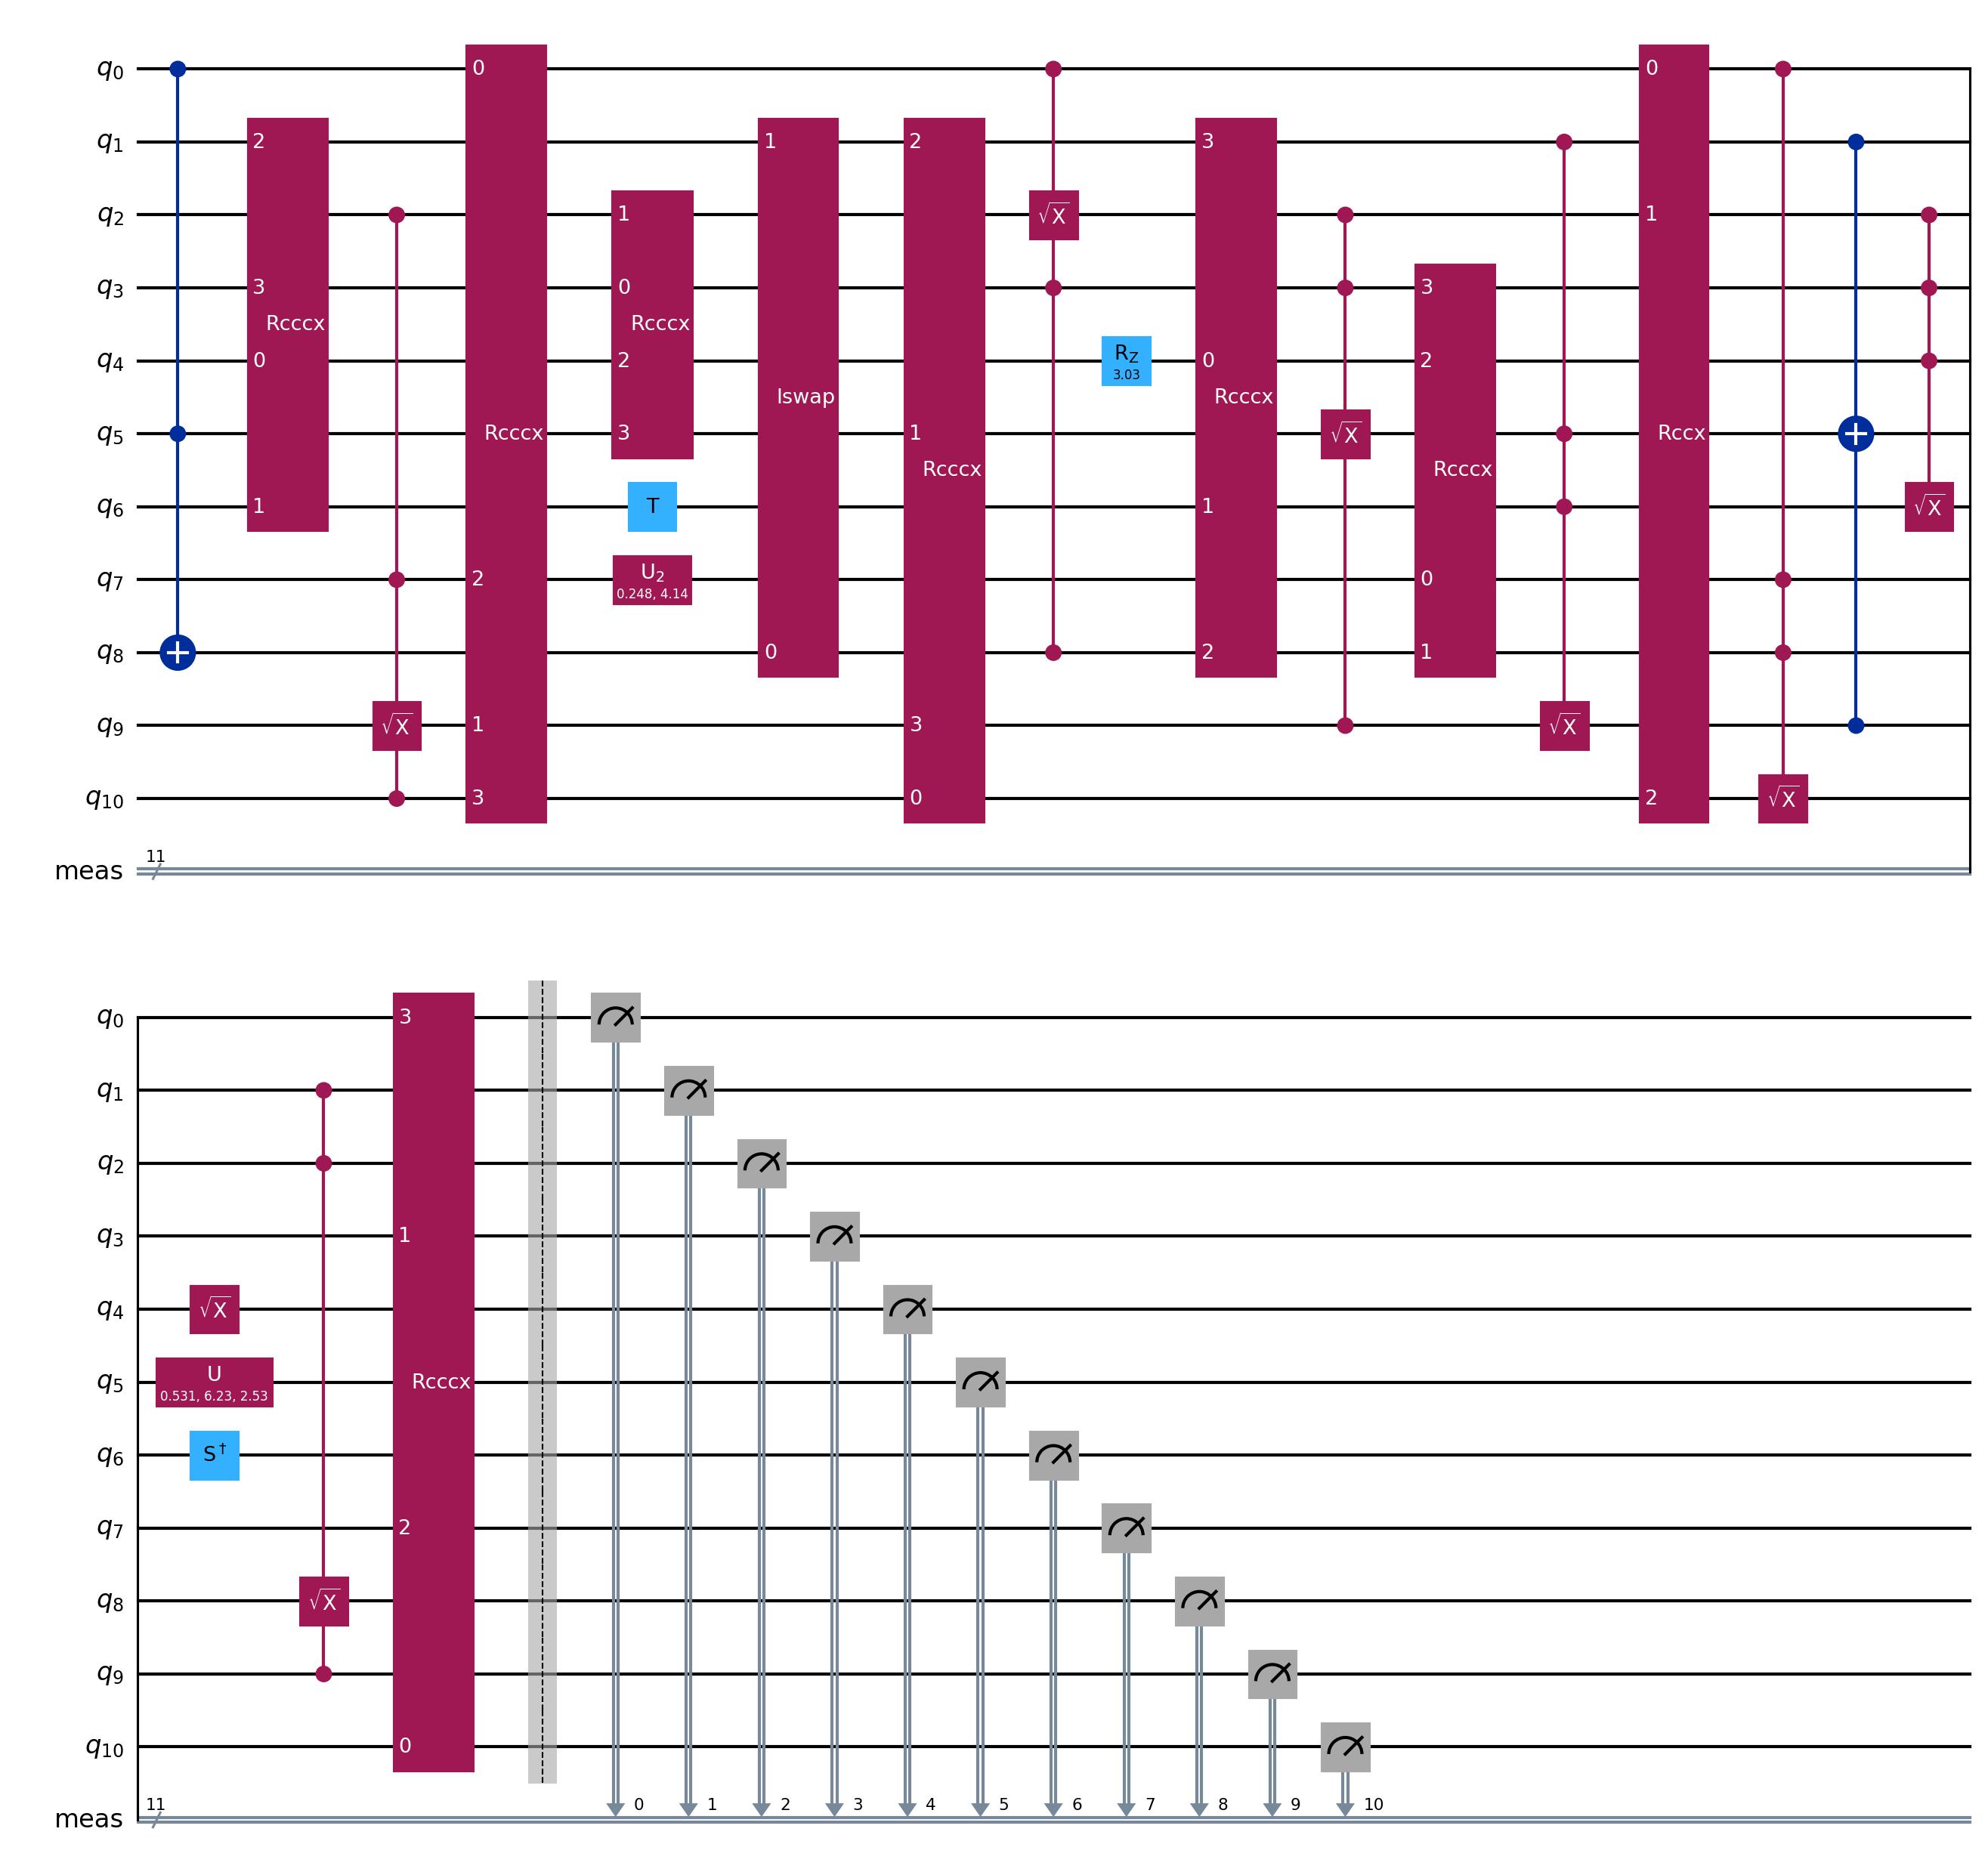 q0 0 0
q1 2 1 2 3
q2 1 √X 1
q3 3 0 3
Rcccx Rcccx
q4 0 2 RZ 0 2
3.03
Iswap Rcccx
q5 Rcccx 3 1 √X Rccx
Rcccx Rcccx
q6 1 T 1 √X
q7 2 U2 0
0.248, 4.14
q8 0 2 1
q9 √X 1 3 √X
q10 3 0 2 √X
11
meas
q0 3
q1
q2
q3 1
q4 √X
q5 U Rcccx
0.531, 6.23, 2.53
q6 S†
q7 2
q8 √X
q9
q10 0
11 0 1 2 3 4 5 6 7 8 9 10
meas